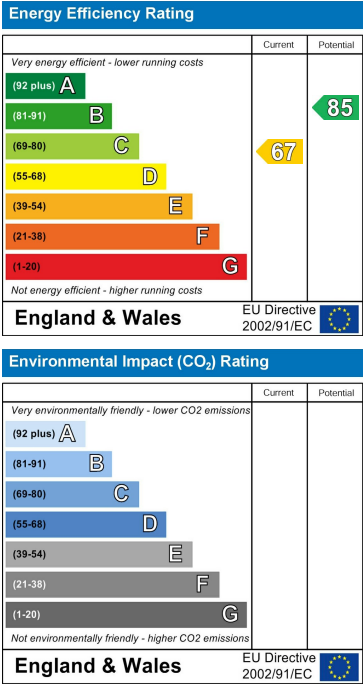 Energy Efficiency Rating
Current Potential
Very energy efficient - lower running costs
(92 plus) A
(81-91) B
(69-80) C
(55-68) D
(39-54) E
(21-38) F
(1-20) G
67
85
Not energy efficient - higher running costs
England & Wales
EU Directive
2002/91/EC
Environmental Impact (CO₂) Rating
Current Potential
Very environmentally friendly - lower CO2 emissions
(92 plus) A
(81-91) B
(69-80) C
(55-68) D
(39-54) E
(21-38) F
(1-20) G
Not environmentally friendly - higher CO2 emissions
England & Wales
EU Directive
2002/91/EC